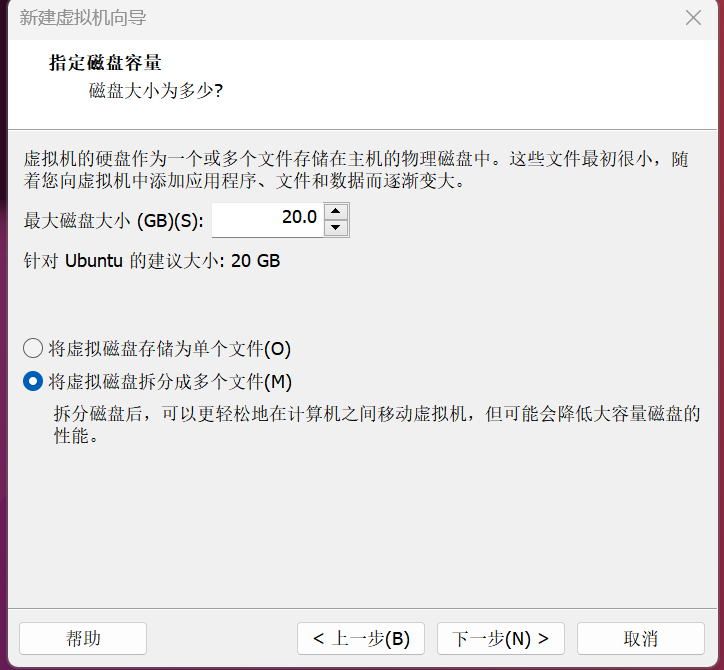 新建虚拟机向导
指定磁盘容量
磁盘大小为多少?
虚拟机的硬盘作为一个或多个文件存储在主机的物理磁盘中。这些文件最初很小，随
着您向虚拟机中添加应用程序、文件和数据而逐渐变大。
最大磁盘大小 (GB)(S): 20.0
针对 Ubuntu 的建议大小: 20 GB
将虚拟磁盘存储为单个文件(O)
将虚拟磁盘拆分成多个文件(M)
拆分磁盘后，可以更轻松地在计算机之间移动虚拟机，但可能会降低大容量磁盘的
性能。
帮助 < 上一步(B) 下一步(N) > 取消